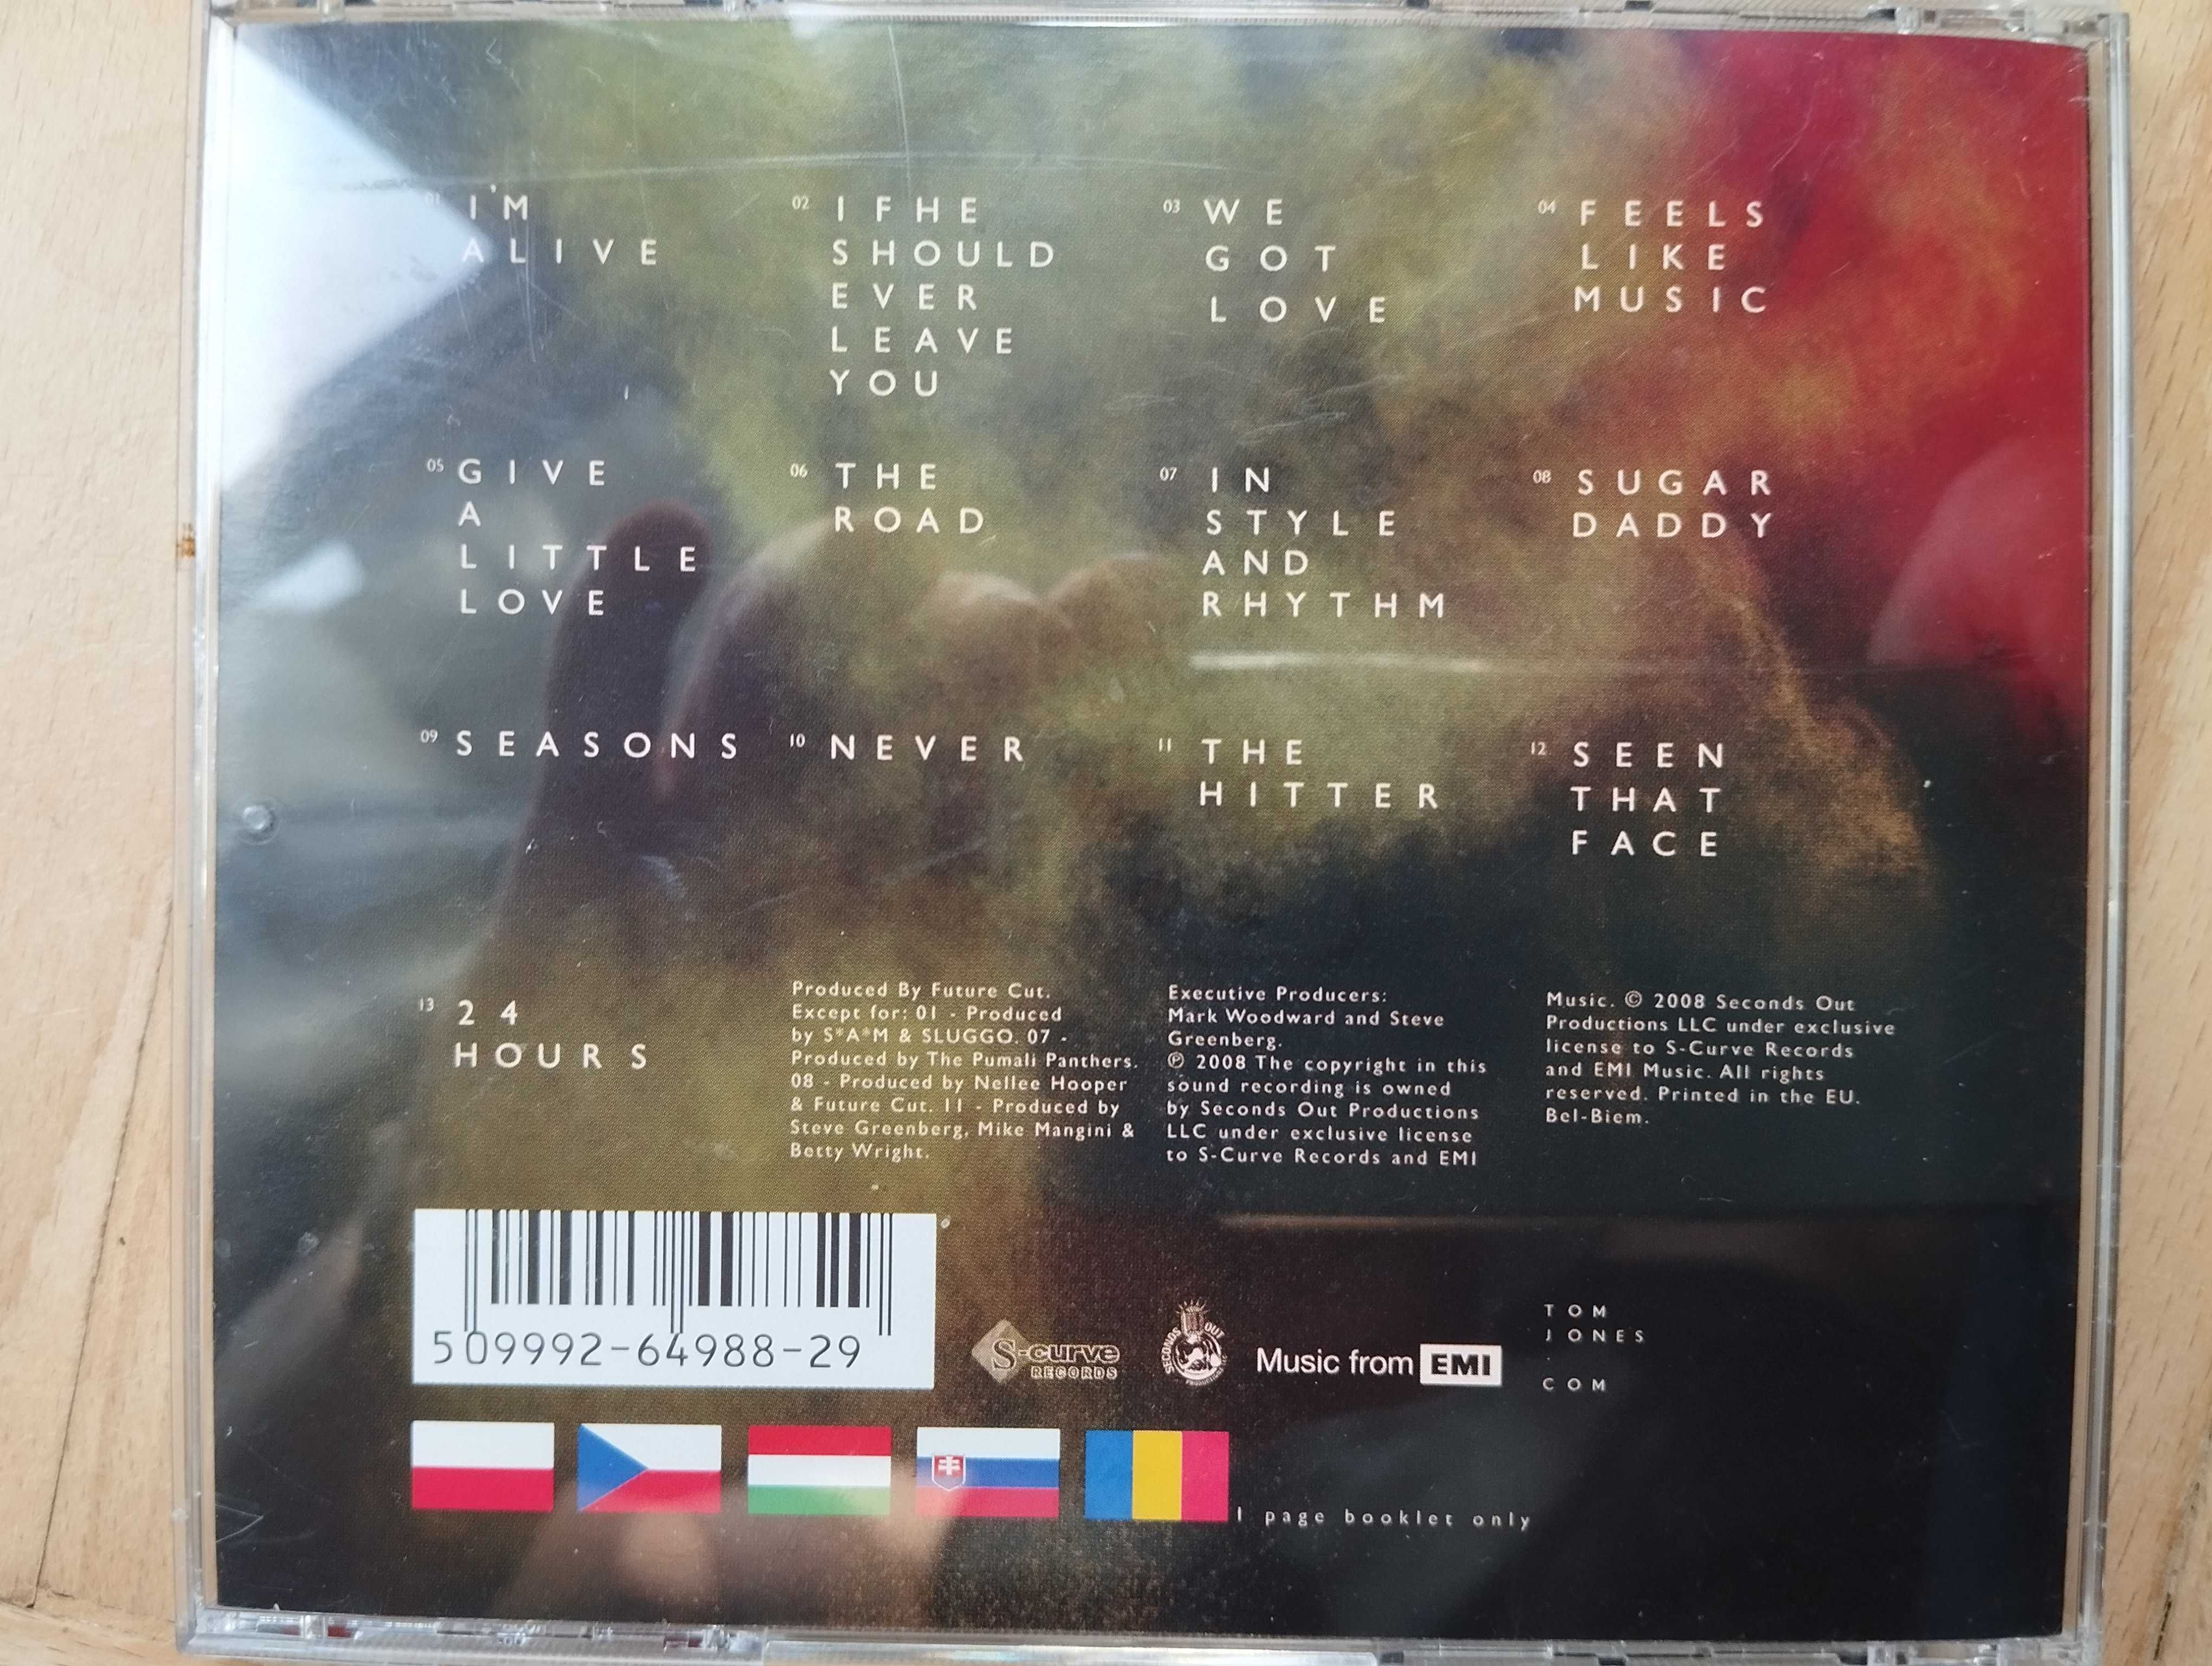 01 I'M
ALIVE
02 IF HE
SHOULD
EVER
LEAVE
YOU
03 WE
GOT
LOVE
04 FEELS
LIKE
MUSIC
05 GIVE
A
LITTLE
LOVE
06 THE
ROAD
07 IN
STYLE
AND
RHYTHM
08 SUGAR
DADDY
09 SEASONS
10 NEVER
11 THE
HITTER
12 SEEN
THAT
FACE
13 24
HOURS
Produced By Future Cut.
Except for: 01 - Produced
by S*A*M & SLUGGO. 07 -
Produced by The Pumali Panthers.
08 - Produced by Nellee Hooper
& Future Cut. 11 - Produced by
Steve Greenberg, Mike Mangini &
Betty Wright.
Executive Producers:
Mark Woodward and Steve
Greenberg.
℗ 2008 The copyright in this
sound recording is owned
by Seconds Out Productions
LLC under exclusive license
to S-Curve Records and EMI
Music. © 2008 Seconds Out
Productions LLC under exclusive
license to S-Curve Records
and EMI Music. All rights
reserved. Printed in the EU.
Bel-Biem.
509992-64988-29
S-curve
RECORDS
SECONDS OUT
PRODUCTIONS LLC
Music from EMI
TOM
JONES
.
COM
1 page booklet only